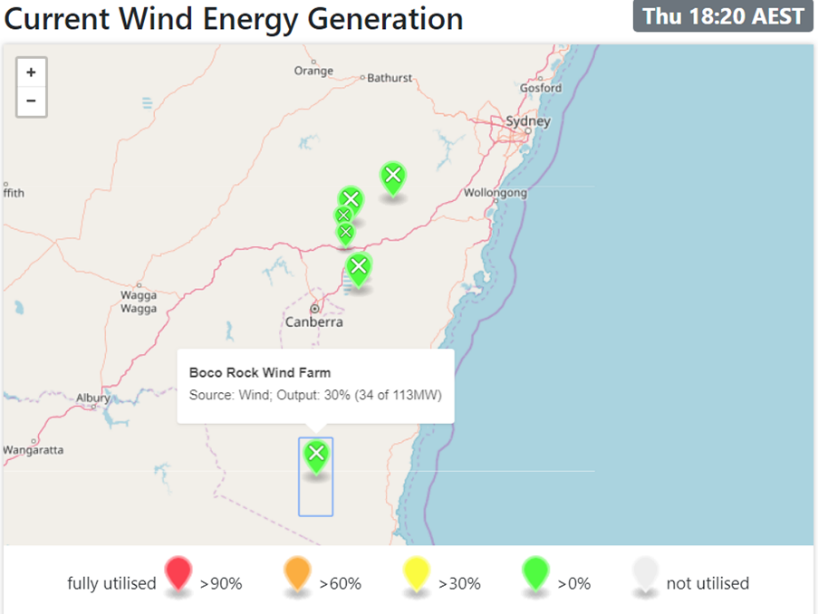 Current Wind Energy Generation
Thu 18:20 AEST
+
−
Orange
Bathurst
Gosford
Sydney
ffith
Wollongong
Wagga
Wagga
Canberra
Boco Rock Wind Farm
Source: Wind; Output: 30% (34 of 113MW)
Albury
Wangaratta
fully utilised >90% >60% >30% >0% not utilised